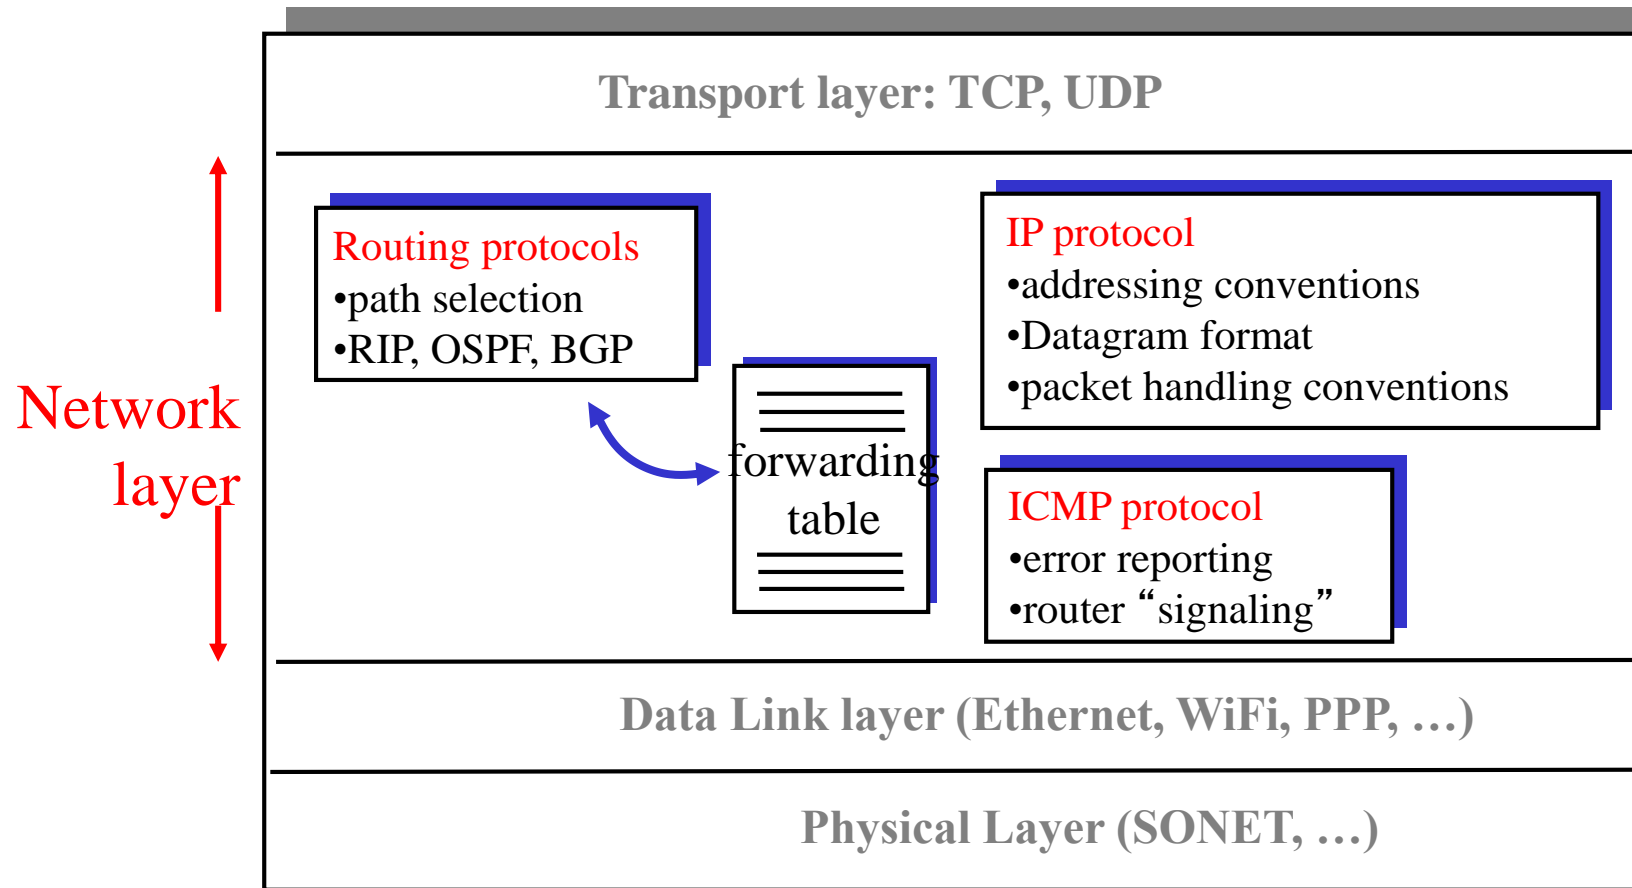 Transport layer: TCP, UDP
Network
layer
Routing protocols
•path selection
•RIP, OSPF, BGP
forwarding
table
IP protocol
•addressing conventions
•Datagram format
•packet handling conventions
ICMP protocol
•error reporting
•router “signaling”
Data Link layer (Ethernet, WiFi, PPP, …)
Physical Layer (SONET, …)